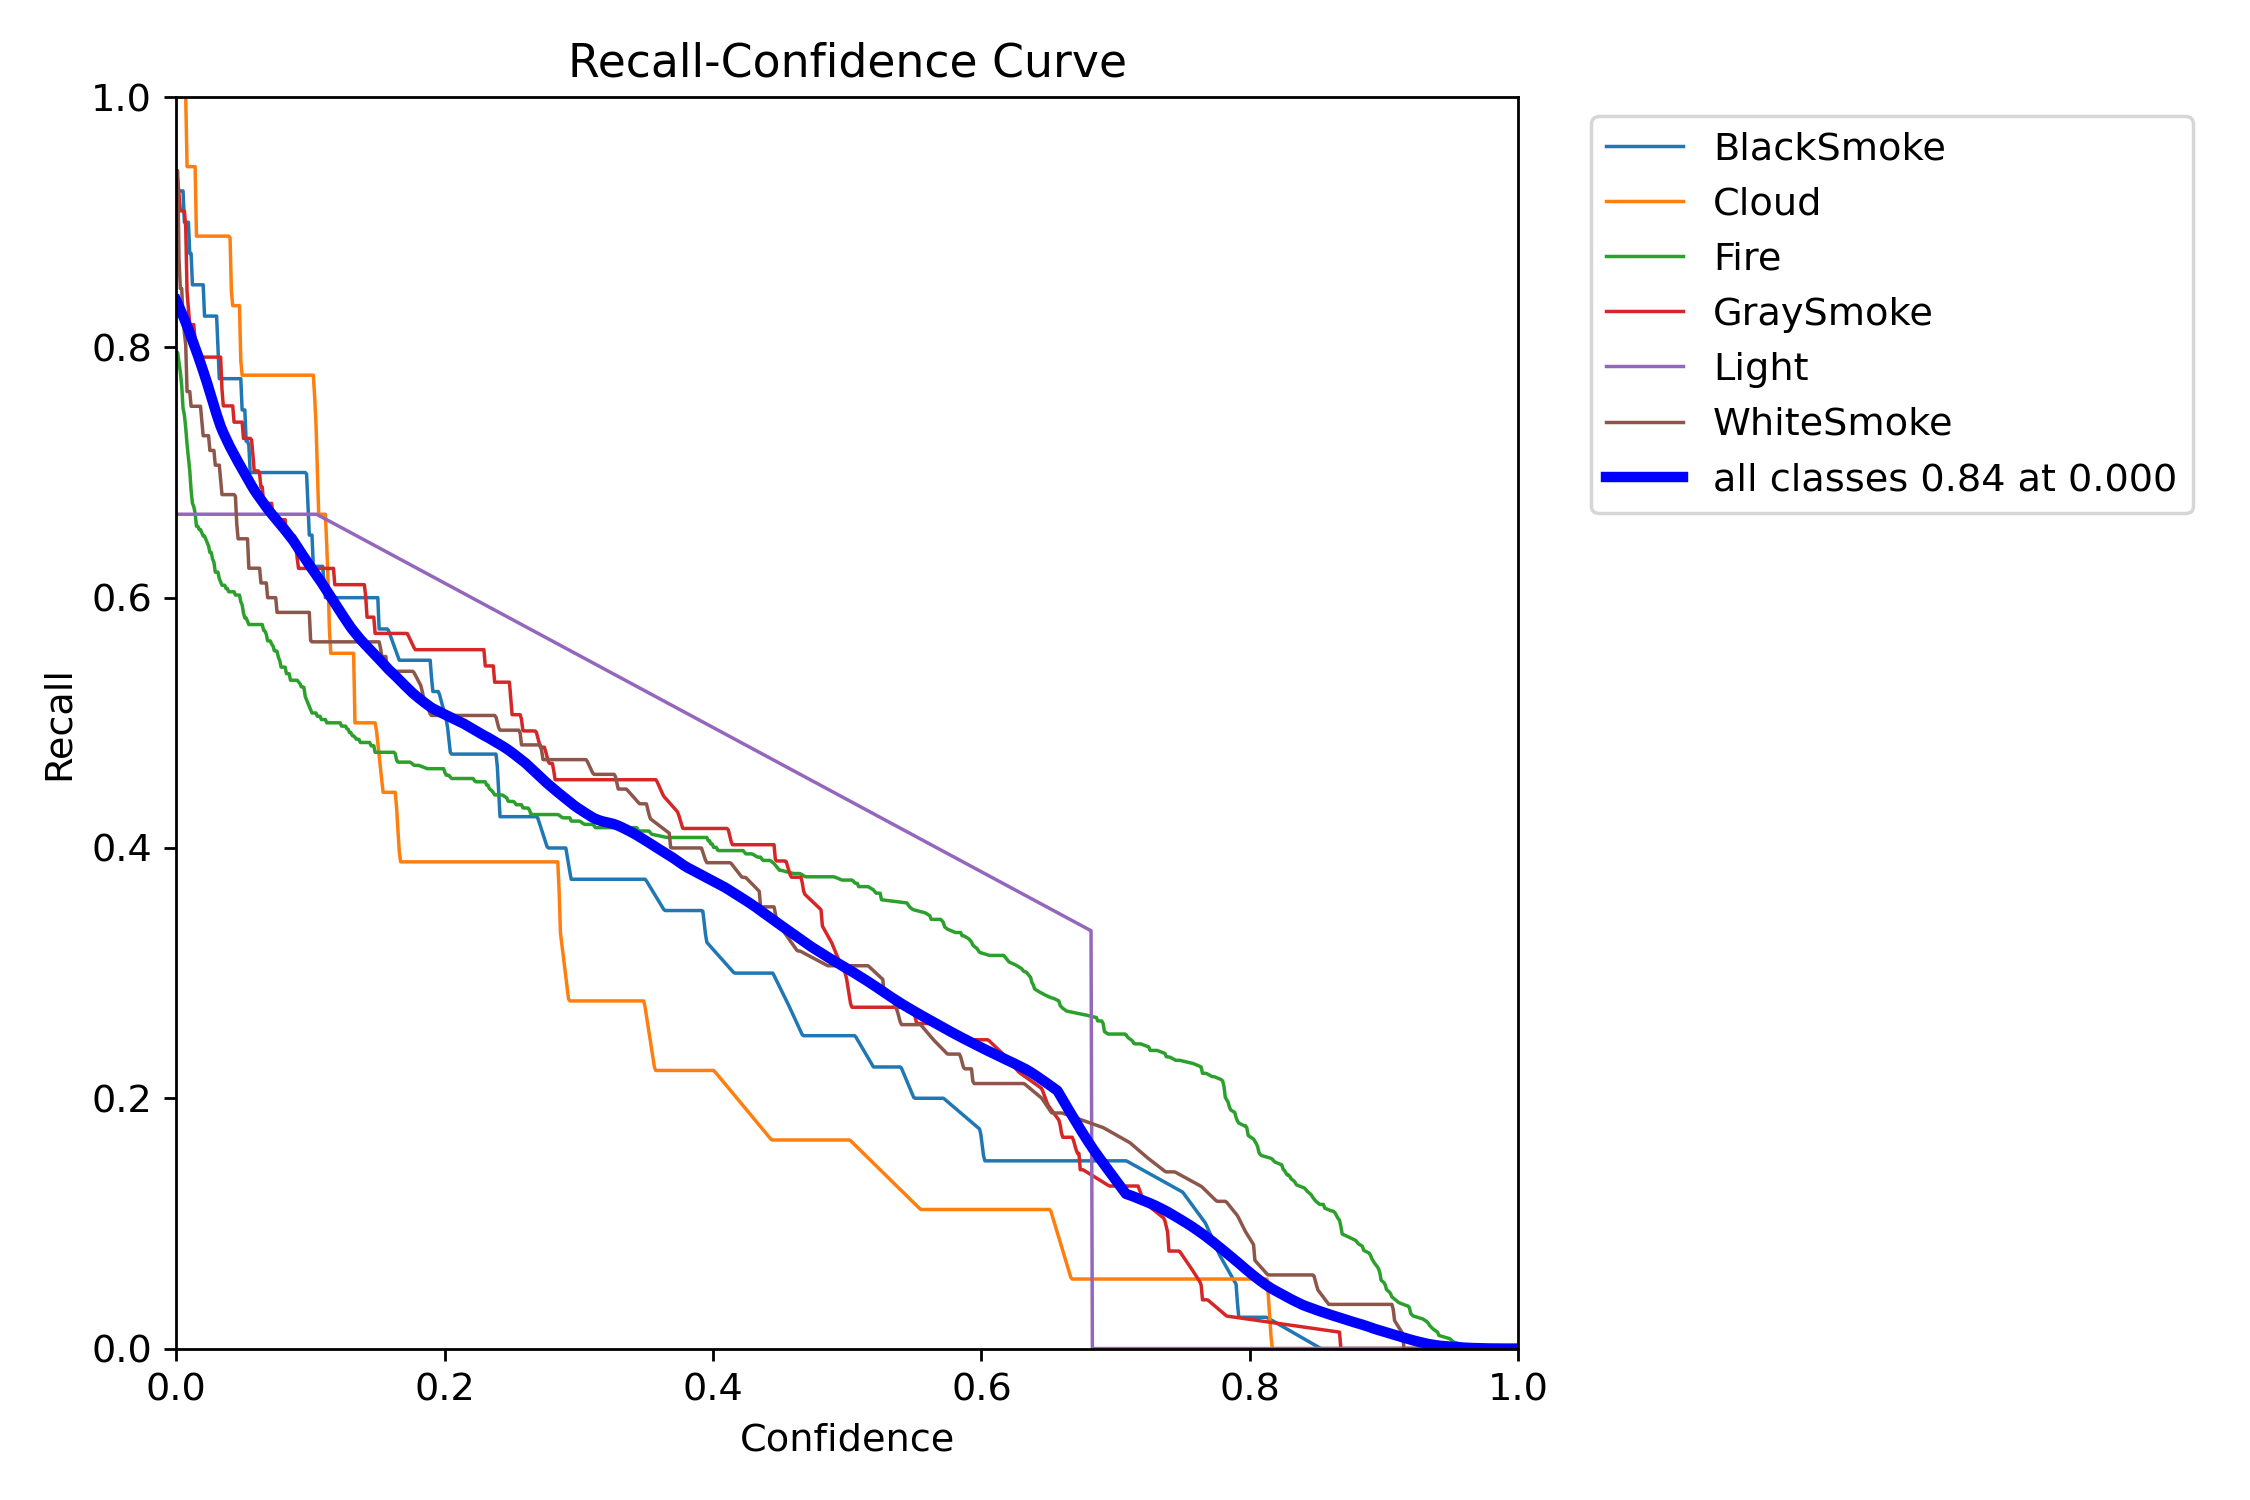 Recall-Confidence Curve
1.0
0.8
0.6
0.4
0.2
0.0
Recall
0.0 0.2 0.4 0.6 0.8 1.0
Confidence
BlackSmoke
Cloud
Fire
GraySmoke
Light
WhiteSmoke
all classes 0.84 at 0.000